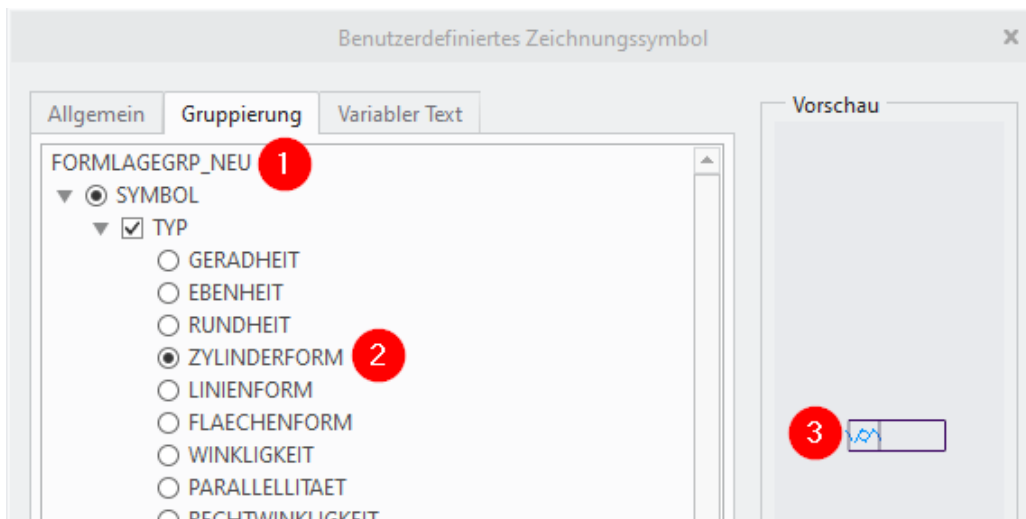 Benutzerdefiniertes Zeichnungssymbol
Allgemein Gruppierung Variabler Text
Vorschau
FORMLAGEGRP_NEU 1
SYMBOL
TYP
GERADHEIT
EBENHEIT
RUNDHEIT
ZYLINDERFORM 2
LINIENFORM
FLAECHENFORM
3
WINKLIGKEIT
PARALLELLITAET
RECHTWINKLIGKEIT